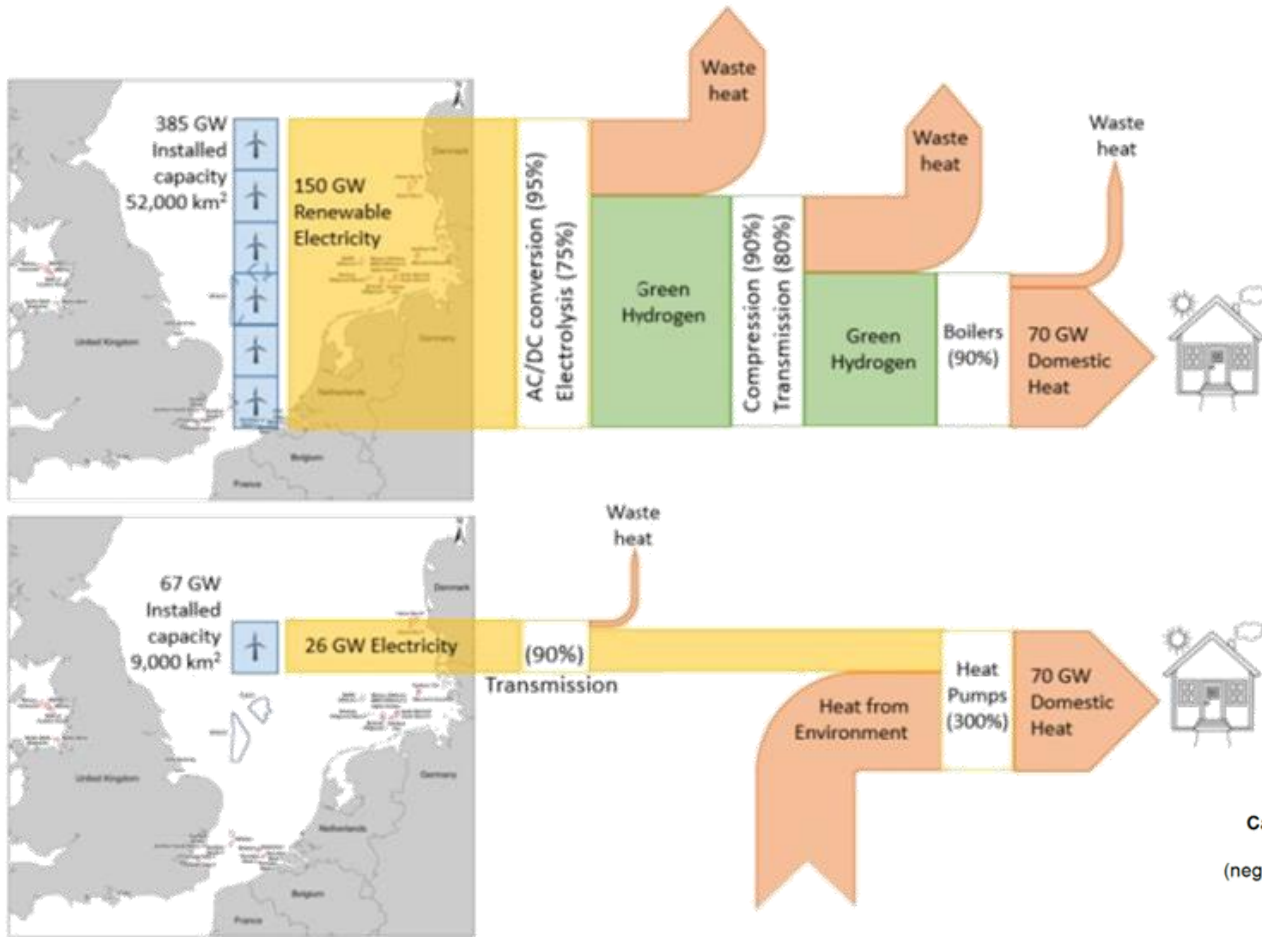 385 GW
Installed
capacity
52,000 km²
150 GW
Renewable
Electricity
AC/DC conversion (95%)
Electrolysis (75%)
Waste
heat
Green
Hydrogen
Compression (90%)
Transmission (80%)
Waste
heat
Green
Hydrogen
Boilers
(90%)
Waste
heat
70 GW
Domestic
Heat
N
Denmark
United Kingdom
Germany
Netherlands
Belgium
France
67 GW
Installed
capacity
9,000 km²
26 GW Electricity
(90%)
Transmission
Waste
heat
Heat from
Environment
Heat
Pumps
(300%)
70 GW
Domestic
Heat
N
Denmark
United Kingdom
Germany
Netherlands
Belgium
France
Ca
(neg